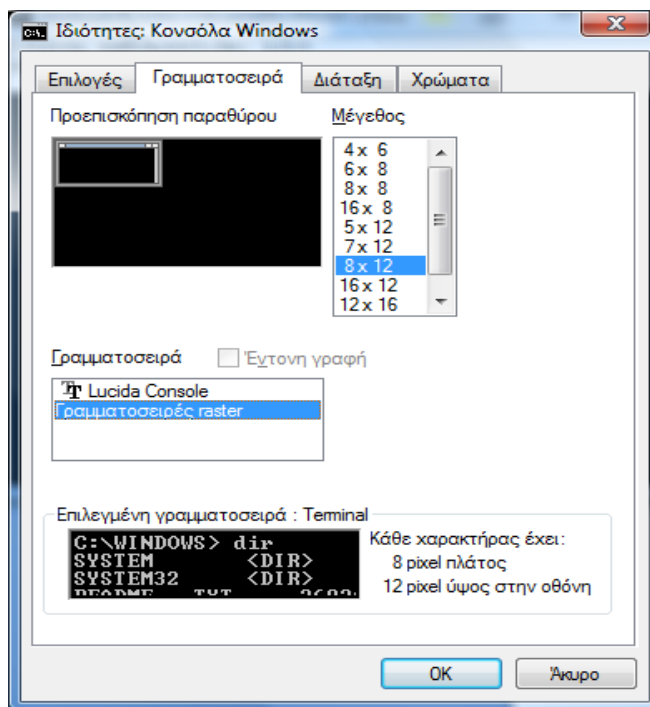 C:\. Ιδιότητες: Κονσόλα Windows
Επιλογές Γραμματοσειρά Διάταξη Χρώματα
Προεπισκόπηση παραθύρου Μέγεθος
4 x 6
6 x 8
8 x 8
16 x 8
5 x 12
7 x 12
8 x 12
16 x 12
12 x 16
Γραμματοσειρά Έντονη γραφή
Lucida Console
Γραμματοσειρές raster
Επιλεγμένη γραμματοσειρά : Terminal
C:\WINDOWS> dir
SYSTEM <DIR>
SYSTEM32 <DIR>
README TXT
Κάθε χαρακτήρας έχει:
8 pixel πλάτος
12 pixel ύψος στην οθόνη
OK Άκυρο